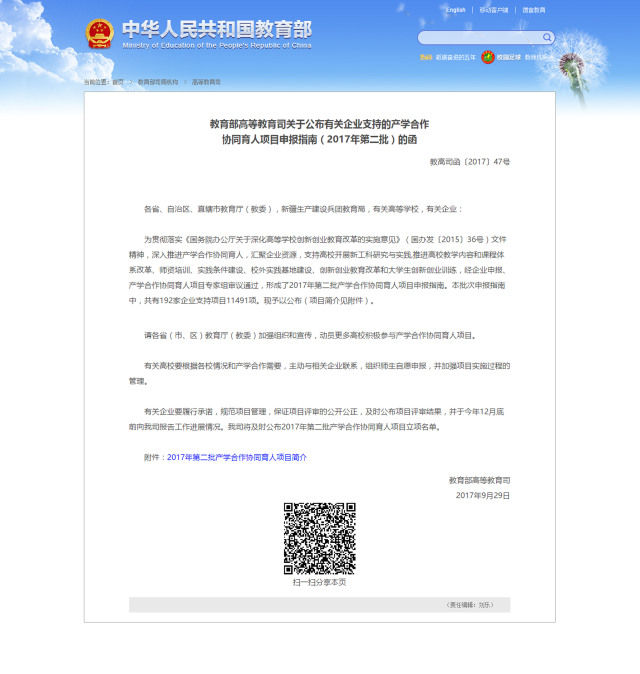 English | 移动客户端 | 微言教育
中华人民共和国教育部
Ministry of Education of the People's Republic of China
砥砺奋进的五年 校园足球
当前位置：首页 > 教育部司局机构 > 高等教育司
教育部高等教育司关于公布有关企业支持的产学合作
协同育人项目申报指南（2017年第二批）的函
教高司函〔2017〕47号
各省、自治区、直辖市教育厅（教委），新疆生产建设兵团教育局，有关高等学校，有关企业：
为贯彻落实《国务院办公厅关于深化高等学校创新创业教育改革的实施意见》（国办发〔2015〕36号）文件
精神，深入推进产学合作协同育人，汇聚企业资源，支持高校开展新工科研究与实践,推进高校教学内容和课程体
系改革、师资培训、实践条件建设、校外实践基地建设、创新创业教育改革和大学生创新创业训练，经企业申报、
产学合作协同育人项目专家组审议通过，形成了2017年第二批产学合作协同育人项目申报指南。本批次申报指南
中，共有192家企业支持项目11491项。现予以公布（项目简介见附件）。
请各省（市、区）教育厅（教委）加强组织和宣传，动员更多高校积极参与产学合作协同育人项目。
有关高校要根据各校情况和产学合作需要，主动与相关企业联系，组织师生自愿申报，并加强项目实施过程的
管理。
有关企业要履行承诺，规范项目管理，保证项目评审的公开公正，及时公布项目评审结果，并于今年12月底
前向我司报告工作进展情况。我司将及时公布2017年第二批产学合作协同育人项目立项名单。
附件：2017年第二批产学合作协同育人项目简介
教育部高等教育司
2017年9月29日
扫一扫分享本页
（责任编辑：刘乐）